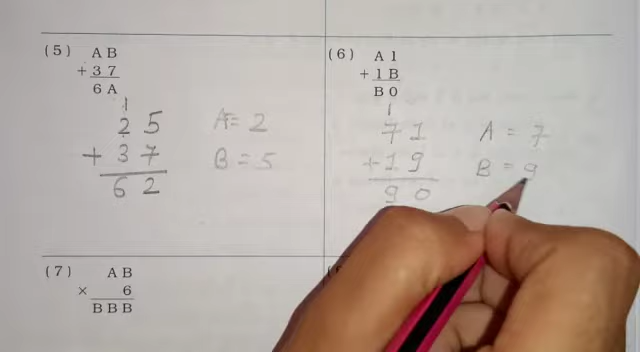 (5) AB
+37
6A
1
25
+37
62
A=2
B=5
(6) A1
+1B
B0
1
71
+19
90
A=7
B=9
(7) AB
× 6
BBB